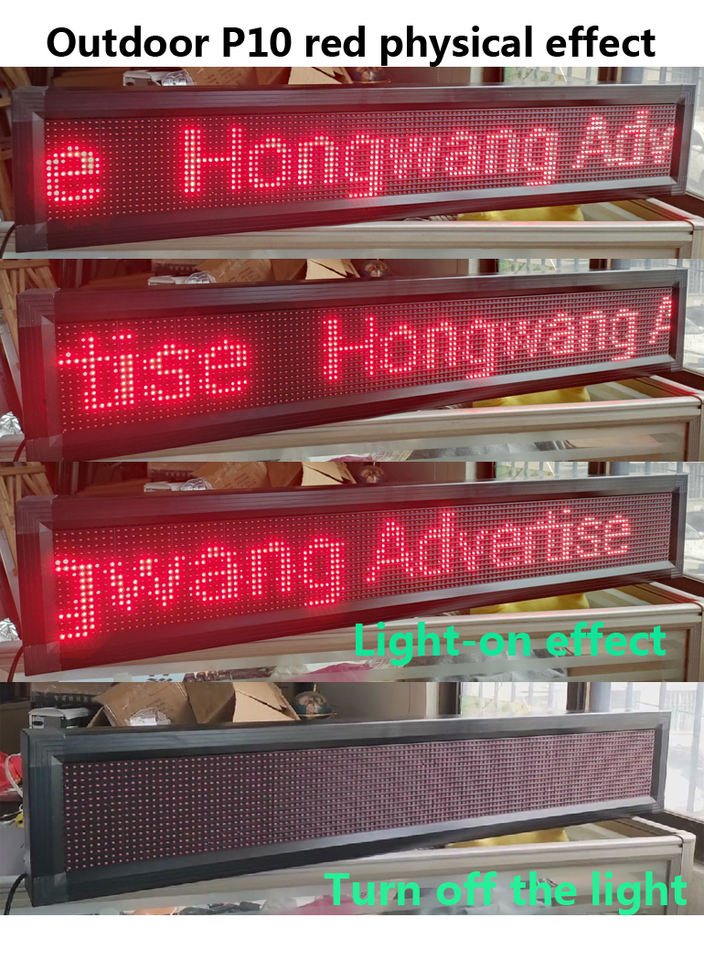 Outdoor P10 red physical effect
e Hongwang Adv
tise Hongwang A
gwang Advertise
Light-on effect
Turn off the light